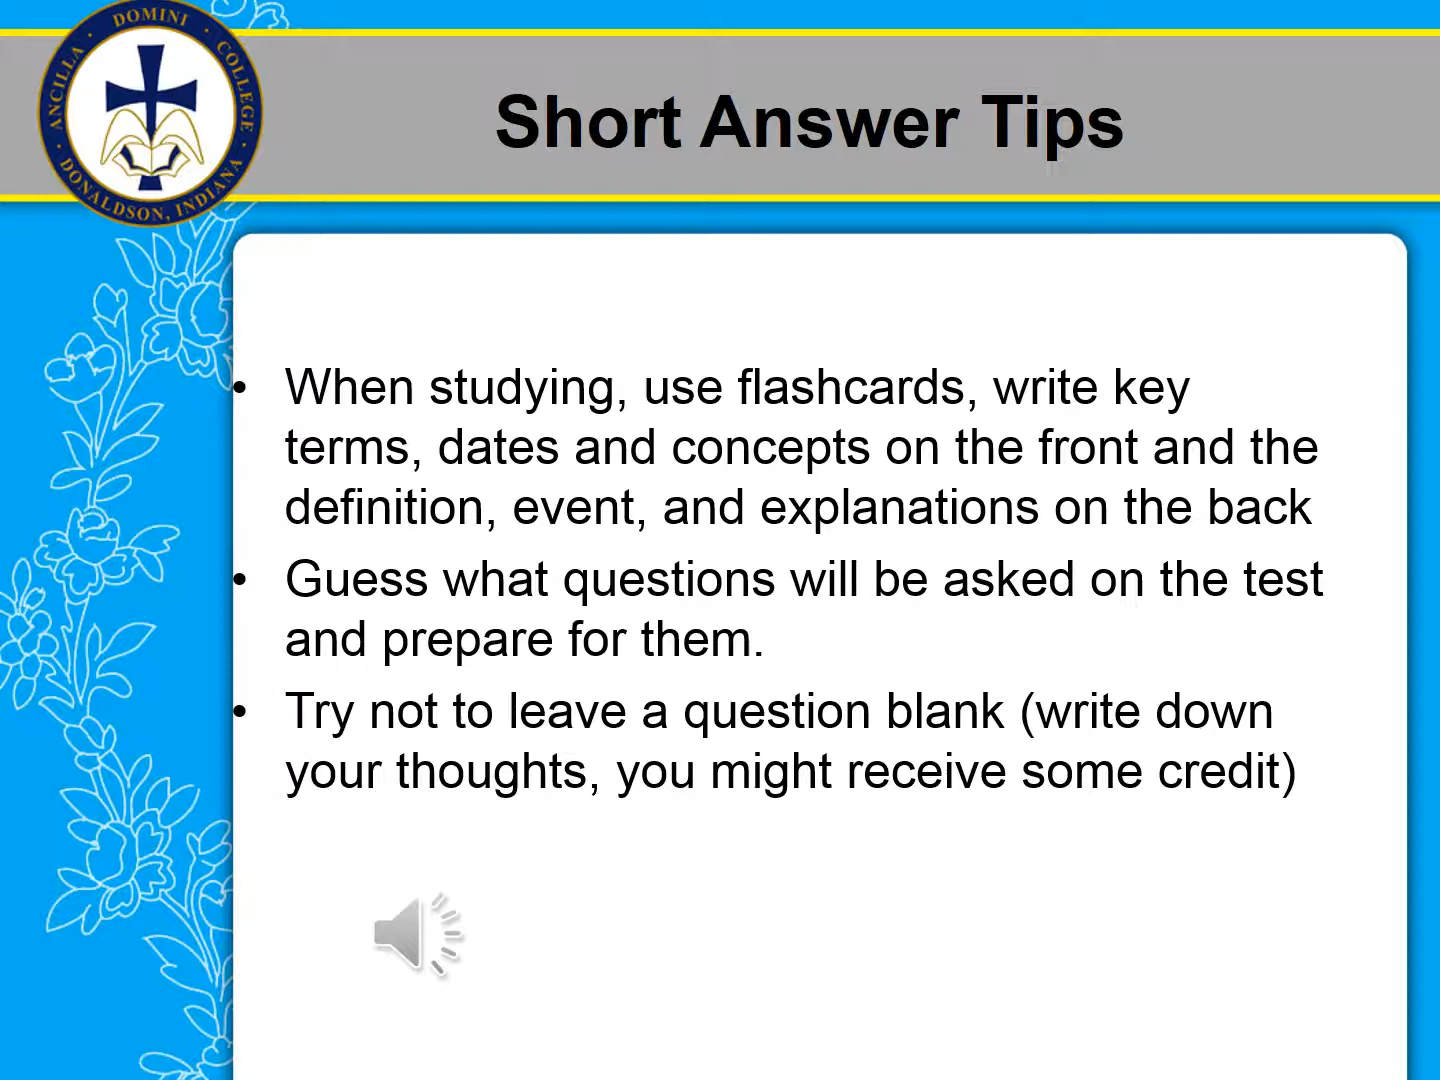 ANCILLA · DOMINI · COLLEGE
· DONALDSON, INDIANA ·
Short Answer Tips
• When studying, use flashcards, write key
terms, dates and concepts on the front and the
definition, event, and explanations on the back
• Guess what questions will be asked on the test
and prepare for them.
• Try not to leave a question blank (write down
your thoughts, you might receive some credit)